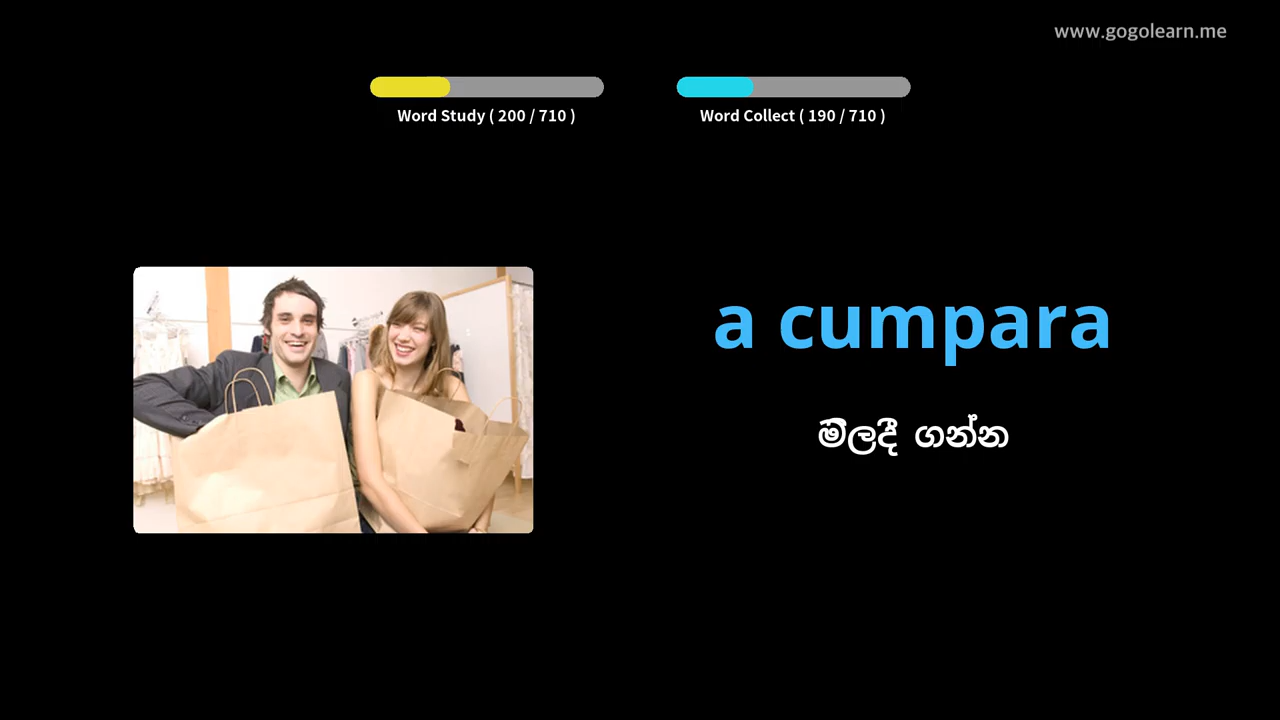 www.gogolearn.me
Word Study ( 200 / 710 )
Word Collect ( 190 / 710 )
a cumpara
මිලදී ගන්න